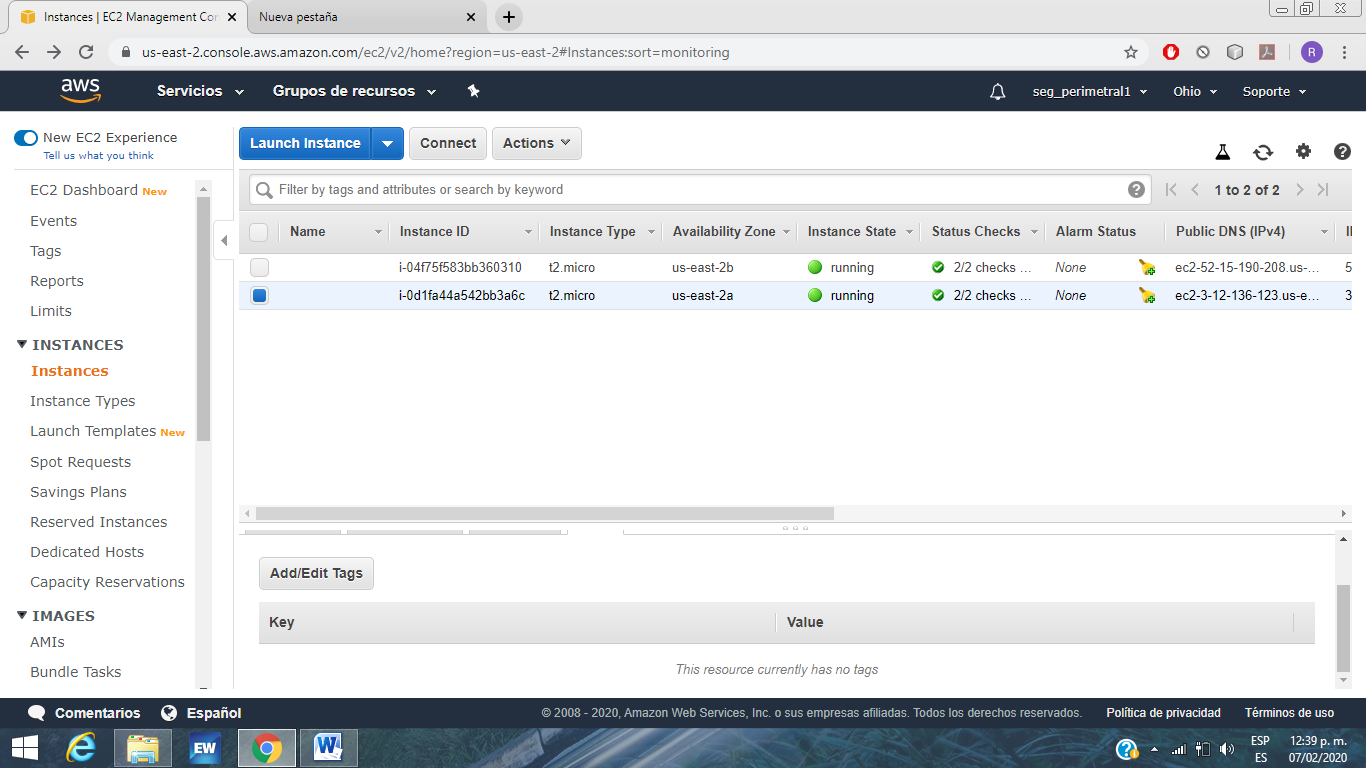 Instances | EC2 Management Con
Nueva pestaña
us-east-2.console.aws.amazon.com/ec2/v2/home?region=us-east-2#Instances:sort=monitoring
R
aws
Servicios
Grupos de recursos
seg_perimetral1
Ohio
Soporte
New EC2 Experience
Tell us what you think
EC2 Dashboard New
Events
Tags
Reports
Limits
INSTANCES
Instances
Instance Types
Launch Templates New
Spot Requests
Savings Plans
Reserved Instances
Dedicated Hosts
Capacity Reservations
IMAGES
AMIs
Bundle Tasks
Launch Instance
Connect
Actions
Filter by tags and attributes or search by keyword
1 to 2 of 2
Name Instance ID Instance Type Availability Zone Instance State Status Checks Alarm Status Public DNS (IPv4)
i-04f75f583bb360310 t2.micro us-east-2b running 2/2 checks ... None ec2-52-15-190-208.us-... 5
i-0d1fa44a542bb3a6c t2.micro us-east-2a running 2/2 checks ... None ec2-3-12-136-123.us-e... 3
Add/Edit Tags
Key Value
This resource currently has no tags
Comentarios
Español
© 2008 - 2020, Amazon Web Services, Inc. o sus empresas afiliadas. Todos los derechos reservados.
Política de privacidad
Términos de uso
EW
ESP
ES
12:39 p. m.
07/02/2020